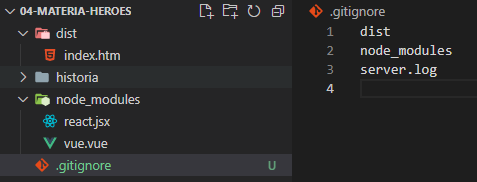 04-MATERIA-HEROES
dist
index.htm
historia
node_modules
react.jsx
vue.vue
.gitignore U
.gitignore
1 dist
2 node_modules
3 server.log
4